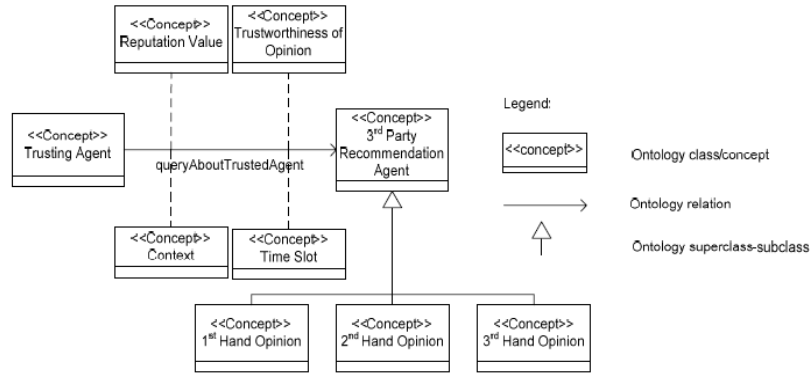 <<Concept>>
Reputation Value
<<Concept>>
Trustworthiness of
Opinion
<<Concept>>
Trusting Agent
queryAboutTrustedAgent
<<Concept>>
3rd Party
Recommendation
Agent
<<Concept>>
Context
<<Concept>>
Time Slot
<<Concept>>
1st Hand Opinion
<<Concept>>
2nd Hand Opinion
<<Concept>>
3rd Hand Opinion
Legend:
<<concept>>
Ontology class/concept
Ontology relation
Ontology superclass-subclass